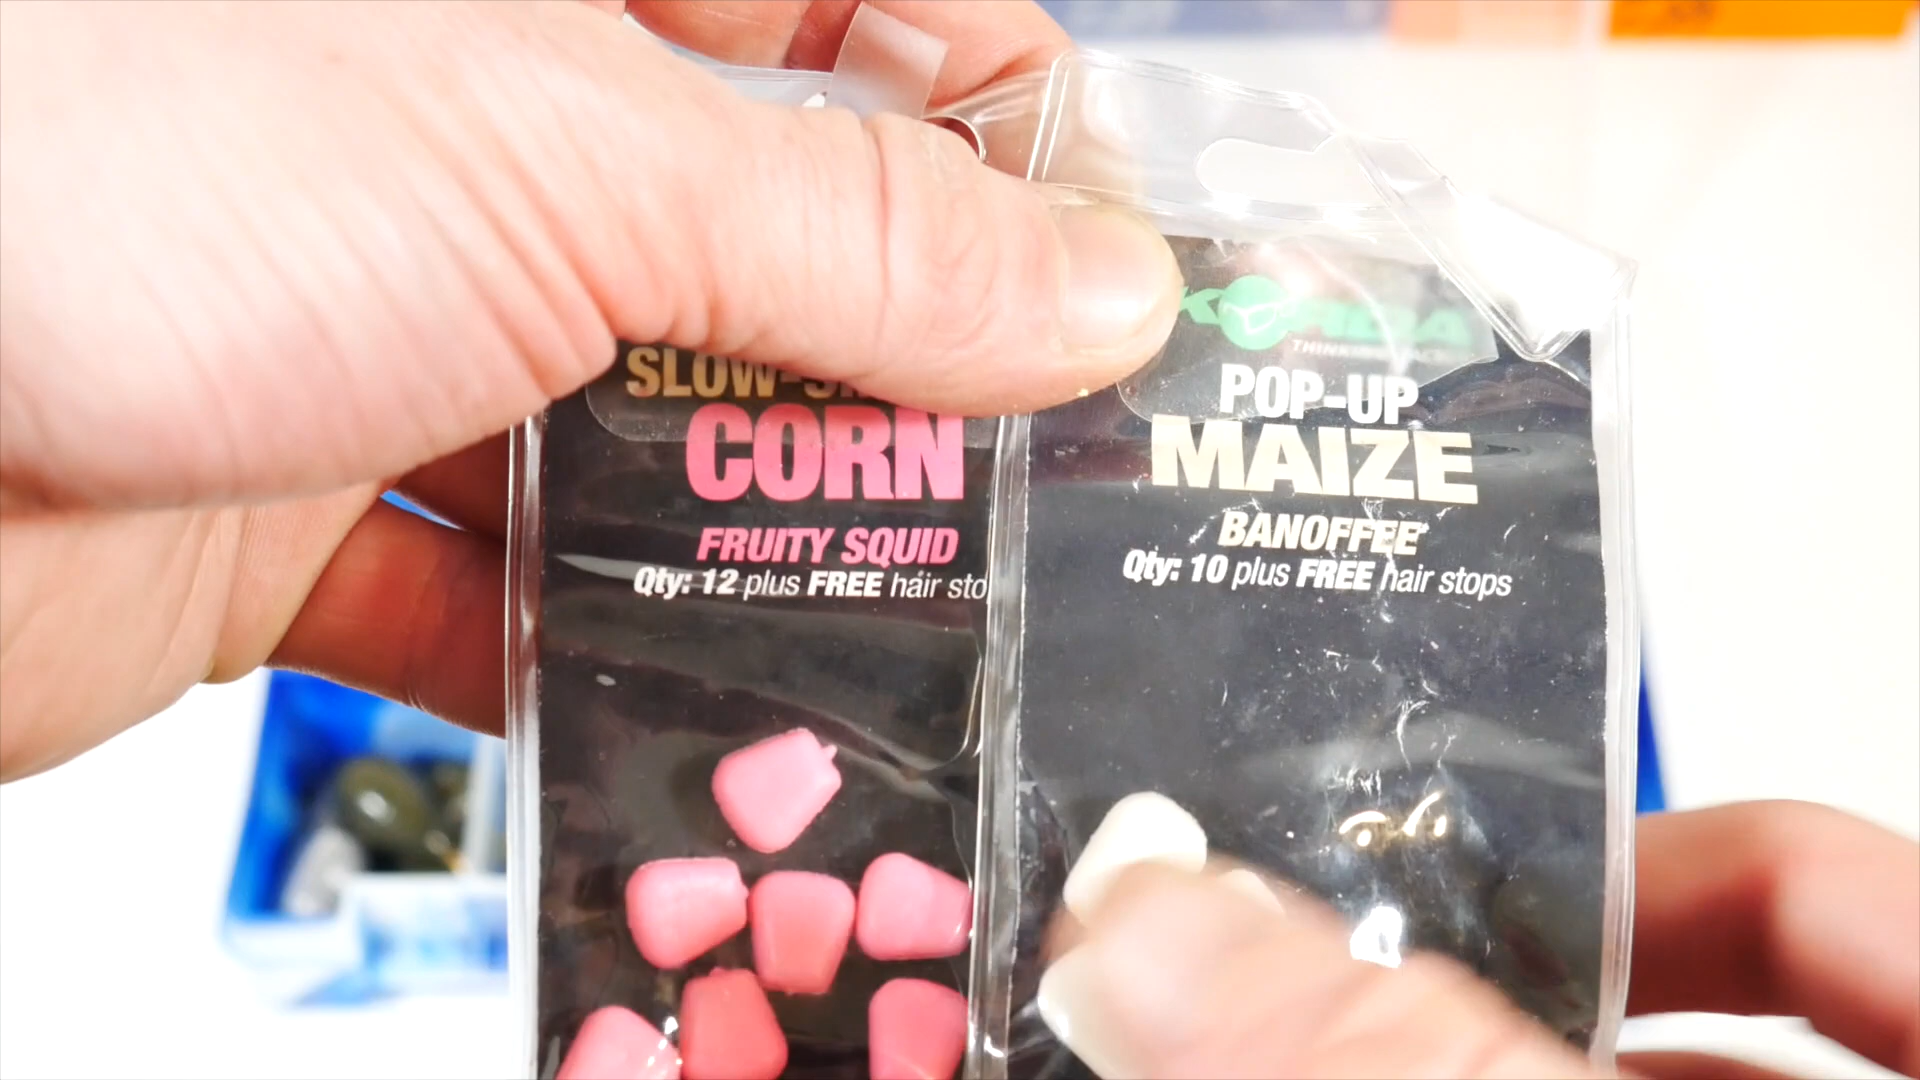 SLOW-
CORN
FRUITY SQUID
Qty: 12 plus FREE hair sto
KORDA
POP-UP
MAIZE
BANOFFEE
Qty: 10 plus FREE hair stops